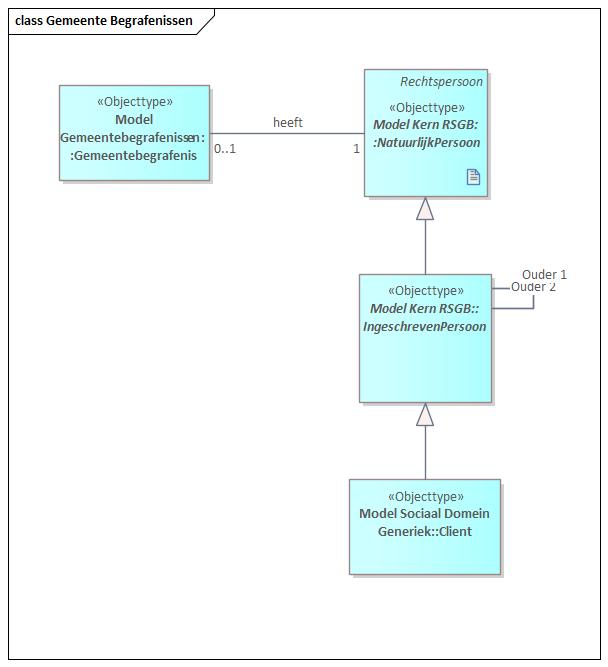 class Gemeente Begrafenissen
«Objecttype»
Model
Gemeentebegrafenissen:
:Gemeentebegrafenis
heeft
0..1
1
Rechtspersoon
«Objecttype»
Model Kern RSGB:
:NatuurlijkPersoon
«Objecttype»
Model Kern RSGB::
IngeschrevenPersoon
Ouder 1
Ouder 2
«Objecttype»
Model Sociaal Domein
Generiek::Client